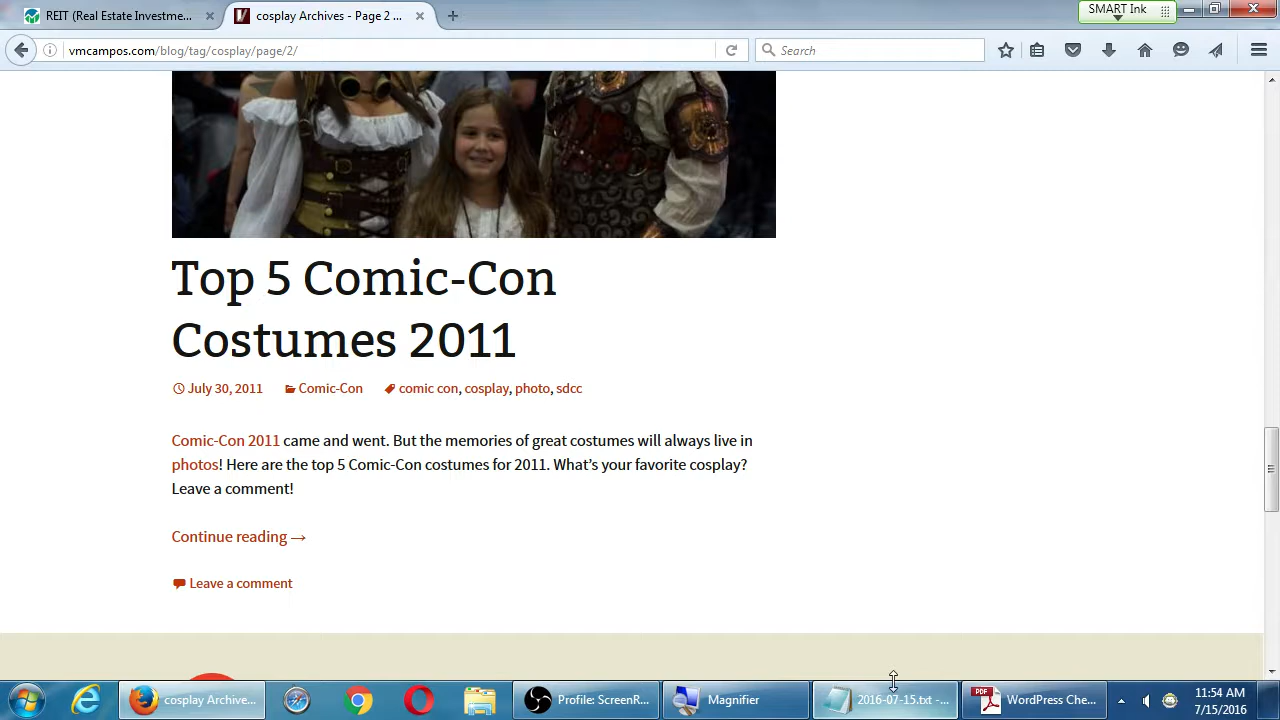 REIT (Real Estate Investme...
cosplay Archives - Page 2 ...
SMART Ink
vmcampos.com/blog/tag/cosplay/page/2/
Search
Top 5 Comic-Con
Costumes 2011
July 30, 2011 Comic-Con comic con, cosplay, photo, sdcc
Comic-Con 2011 came and went. But the memories of great costumes will always live in
photos! Here are the top 5 Comic-Con costumes for 2011. What's your favorite cosplay?
Leave a comment!
Continue reading →
Leave a comment
cosplay Archive...
Profile: ScreenR...
Magnifier
2016-07-15.txt -...
PDF
WordPress Che...
11:54 AM
7/15/2016